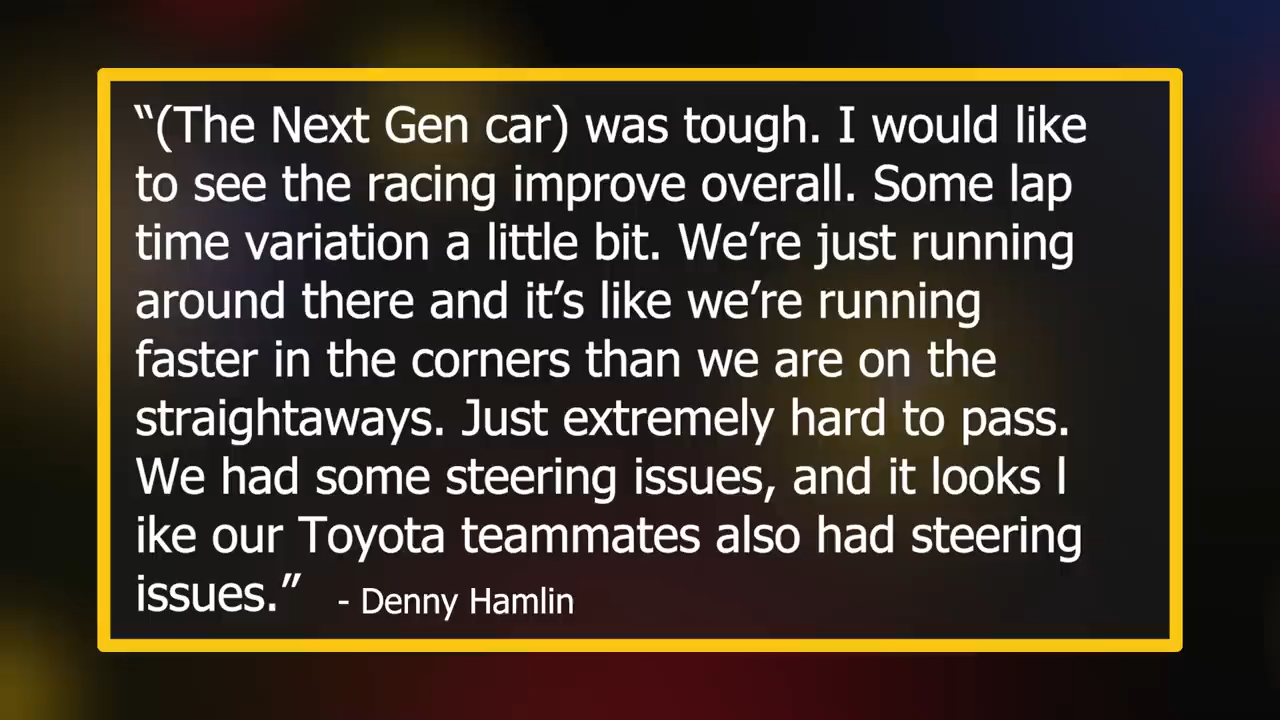 “(The Next Gen car) was tough. I would like
to see the racing improve overall. Some lap
time variation a little bit. We’re just running
around there and it’s like we’re running
faster in the corners than we are on the
straightaways. Just extremely hard to pass.
We had some steering issues, and it looks l
ike our Toyota teammates also had steering
issues.” - Denny Hamlin